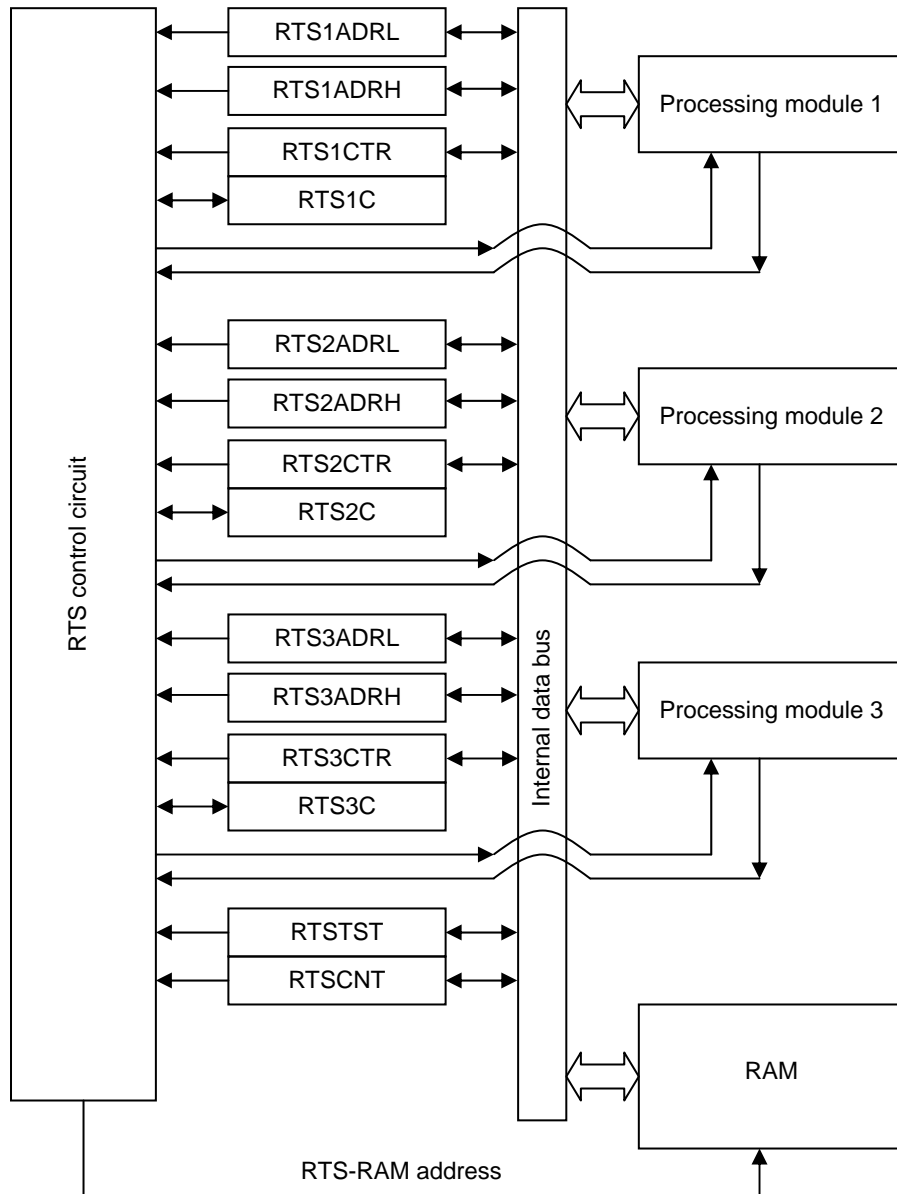 RTS1ADRL
RTS1ADRH
RTS1CTR
RTS1C
Processing module 1
RTS2ADRL
RTS2ADRH
RTS2CTR
RTS2C
Processing module 2
RTS control circuit
RTS3ADRL
RTS3ADRH
RTS3CTR
RTS3C
Internal data bus
Processing module 3
RTSTST
RTSCNT
RAM
RTS-RAM address